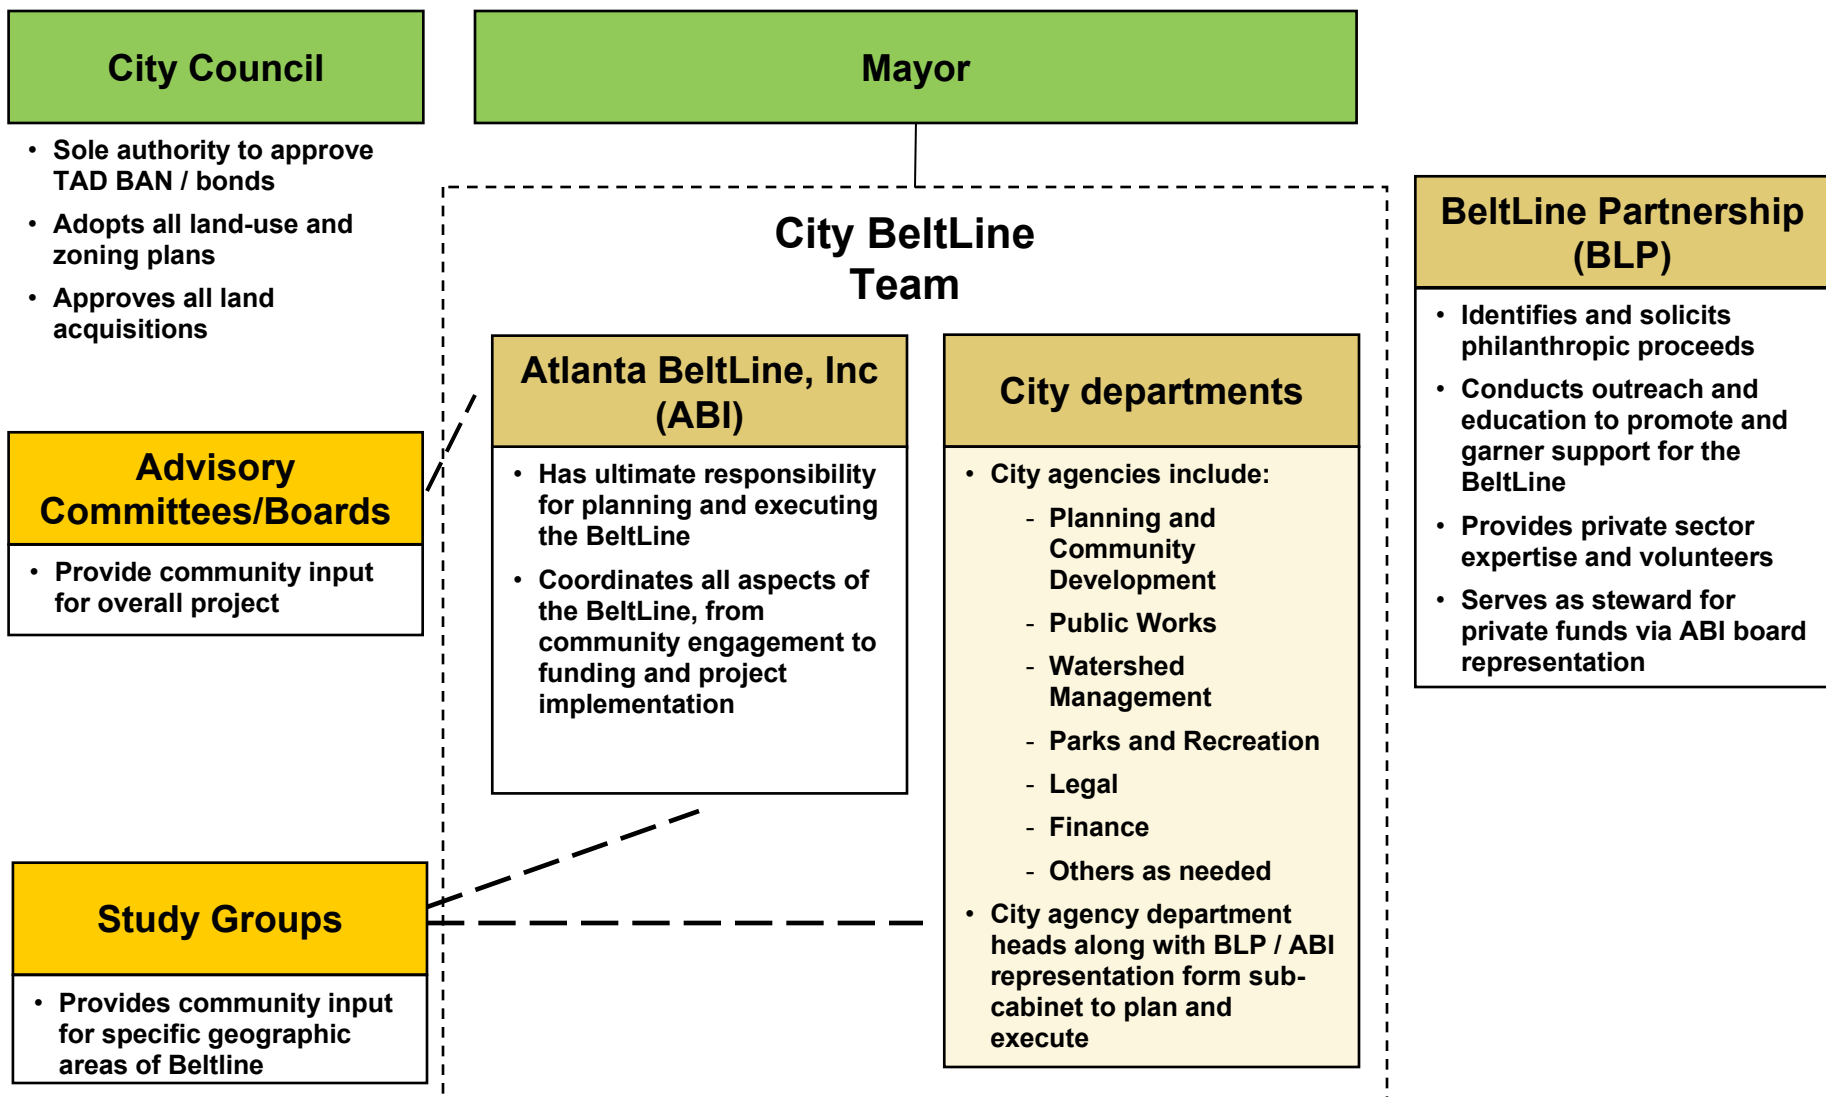 City Council
• Sole authority to approve
TAD BAN / bonds
• Adopts all land-use and
zoning plans
• Approves all land
acquisitions
Mayor
City BeltLine
Team
Advisory
Committees/Boards
• Provide community input
for overall project
Study Groups
• Provides community input
for specific geographic
areas of Beltline
Atlanta BeltLine, Inc
(ABI)
• Has ultimate responsibility
for planning and executing
the BeltLine
• Coordinates all aspects of
the BeltLine, from
community engagement to
funding and project
implementation
City departments
• City agencies include:
- Planning and
Community
Development
- Public Works
- Watershed
Management
- Parks and Recreation
- Legal
- Finance
- Others as needed
• City agency department
heads along with BLP / ABI
representation form sub-
cabinet to plan and
execute
BeltLine Partnership
(BLP)
• Identifies and solicits
philanthropic proceeds
• Conducts outreach and
education to promote and
garner support for the
BeltLine
• Provides private sector
expertise and volunteers
• Serves as steward for
private funds via ABI board
representation